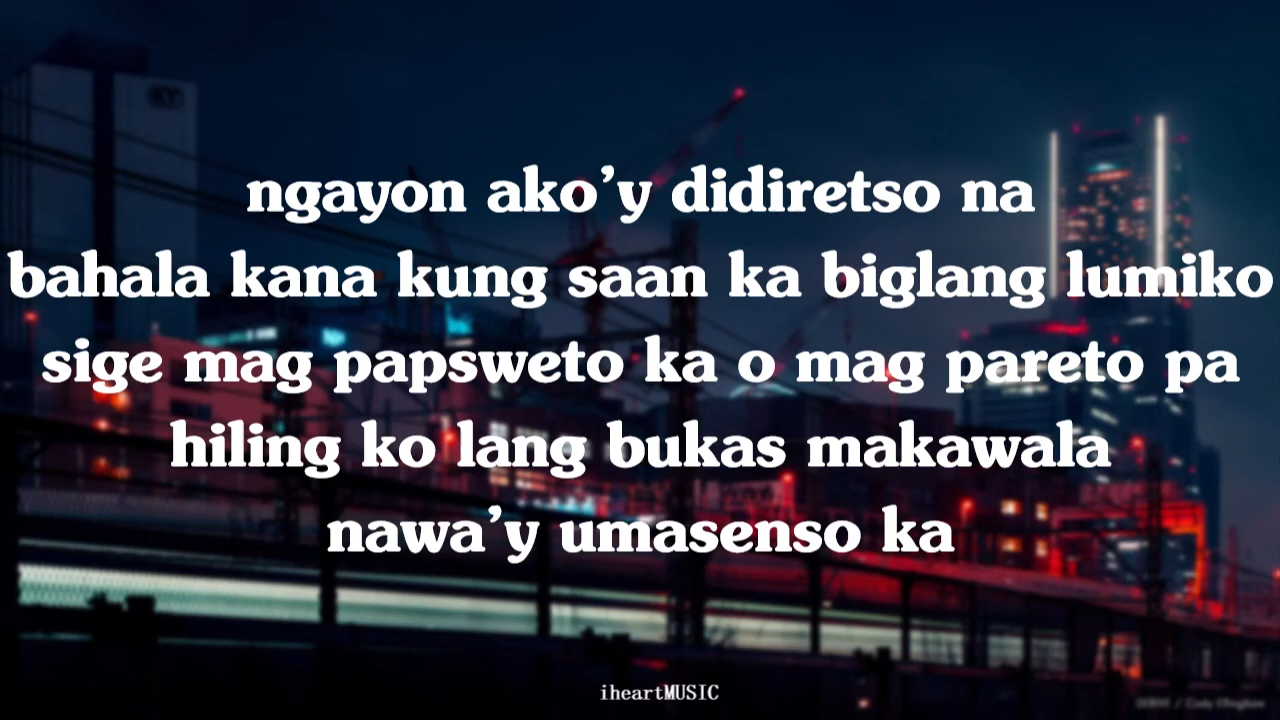 ngayon ako’y didiretso na
bahala kana kung saan ka biglang lumiko
sige mag papsweto ka o mag pareto pa
hiling ko lang bukas makawala
nawa’y umasenso ka
iheartMUSIC